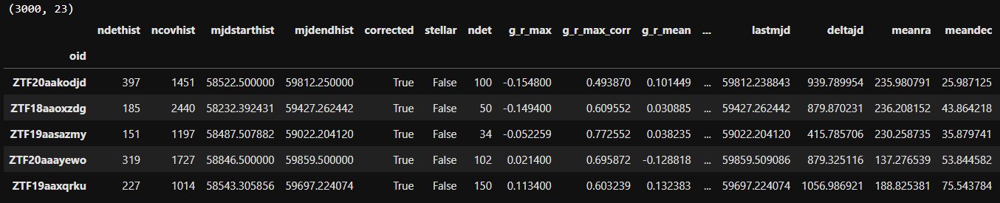 (3000, 23)
ndethist ncovhist mjdstarthist mjdendhist corrected stellar ndet g_r_max g_r_max_corr g_r_mean ... lastmjd deltajd meanra meandec
oid
ZTF20aakodjd 397 1451 58522.500000 59812.250000 True False 100 -0.154800 0.493870 0.101449 ... 59812.238843 939.789954 235.980791 25.987125
ZTF18aaoxzdg 185 2440 58232.392431 59427.262442 True False 50 -0.149400 0.609552 0.030885 ... 59427.262442 879.870231 236.208152 43.864218
ZTF19aasazmy 151 1197 58487.507882 59022.204120 True False 34 -0.052259 0.772552 0.038235 ... 59022.204120 415.785706 230.258735 35.879741
ZTF20aaayewo 319 1727 58846.500000 59859.500000 True False 102 0.021400 0.695872 -0.128818 ... 59859.509086 879.325116 137.276539 53.844582
ZTF19aaxqrku 227 1014 58543.305856 59697.224074 True False 150 0.113400 0.603239 0.132383 ... 59697.224074 1056.986921 188.825381 75.543784